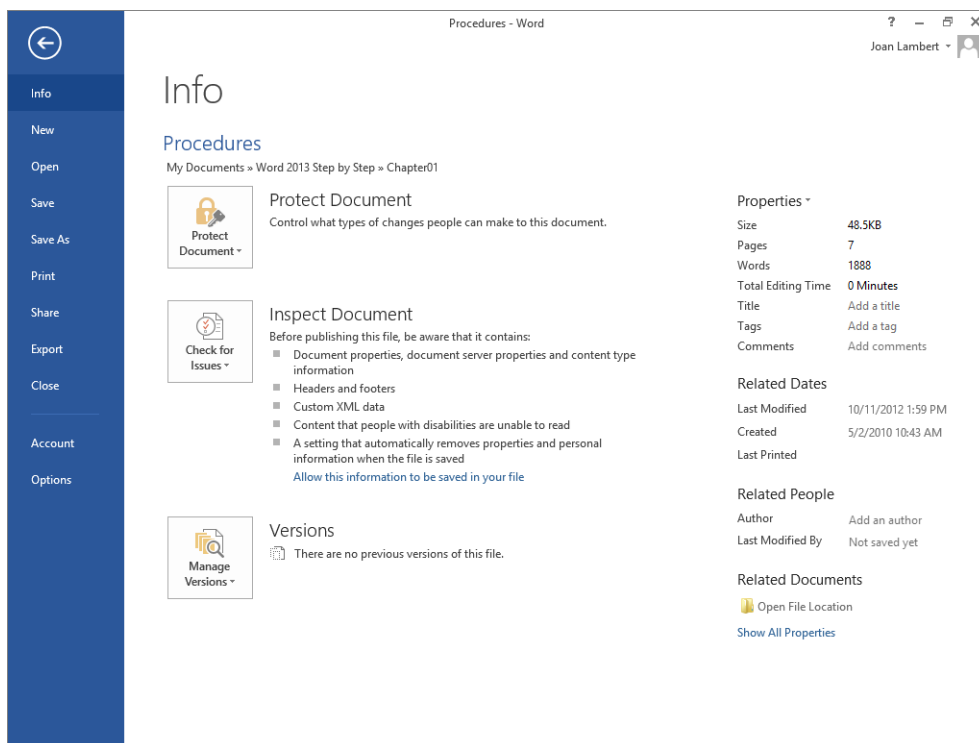 Procedures - Word
?
Joan Lambert
Info
New
Open
Save
Save As
Print
Share
Export
Close
Account
Options
Info
Procedures
My Documents » Word 2013 Step by Step » Chapter01
Protect
Document
Protect Document
Control what types of changes people can make to this document.
Check for
Issues
Inspect Document
Before publishing this file, be aware that it contains:
Document properties, document server properties and content type
information
Headers and footers
Custom XML data
Content that people with disabilities are unable to read
A setting that automatically removes properties and personal
information when the file is saved
Allow this information to be saved in your file
Manage
Versions
Versions
There are no previous versions of this file.
Properties
Size 48.5KB
Pages 7
Words 1888
Total Editing Time 0 Minutes
Title Add a title
Tags Add a tag
Comments Add comments
Related Dates
Last Modified 10/11/2012 1:59 PM
Created 5/2/2010 10:43 AM
Last Printed
Related People
Author Add an author
Last Modified By Not saved yet
Related Documents
Open File Location
Show All Properties